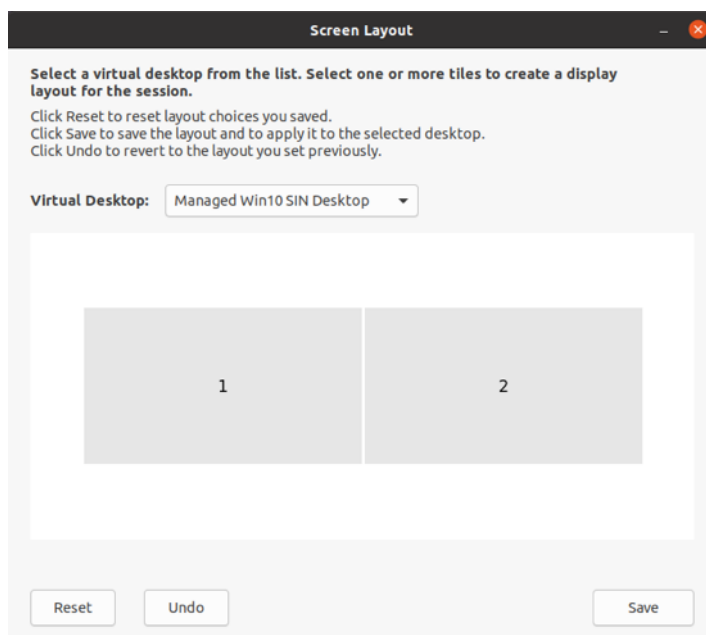 Screen Layout
Select a virtual desktop from the list. Select one or more tiles to create a display
layout for the session.
Click Reset to reset layout choices you saved.
Click Save to save the layout and to apply it to the selected desktop.
Click Undo to revert to the layout you set previously.
Virtual Desktop: Managed Win10 SIN Desktop
1 2
Reset Undo Save